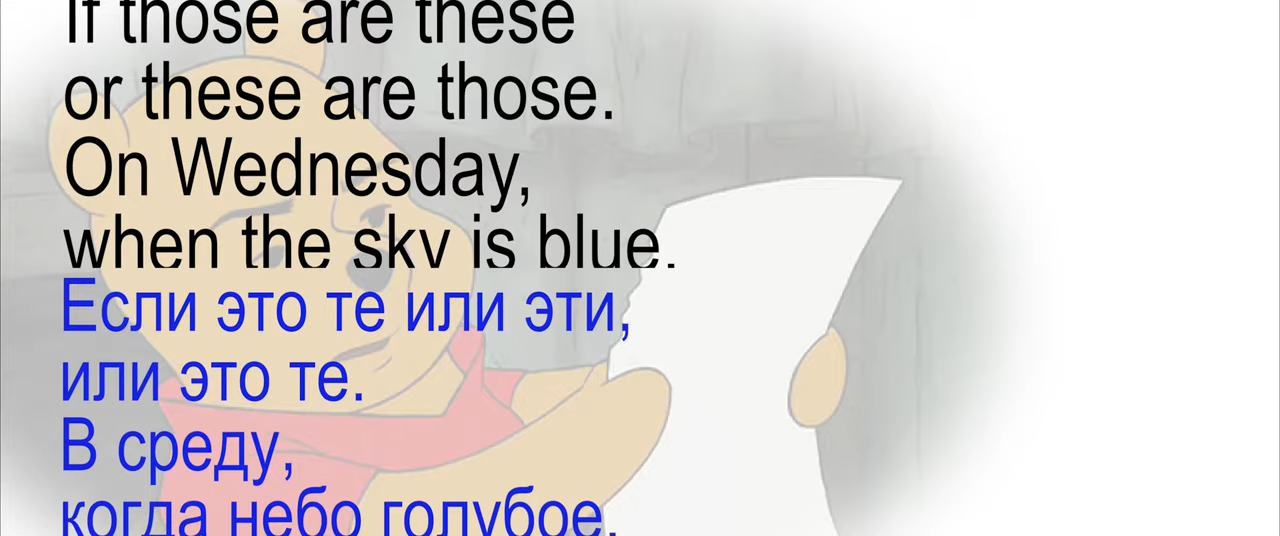 If those are these
or these are those.
On Wednesday,
when the sky is blue.
Если это те или эти,
или это те.
В среду,
когда небо голубое.